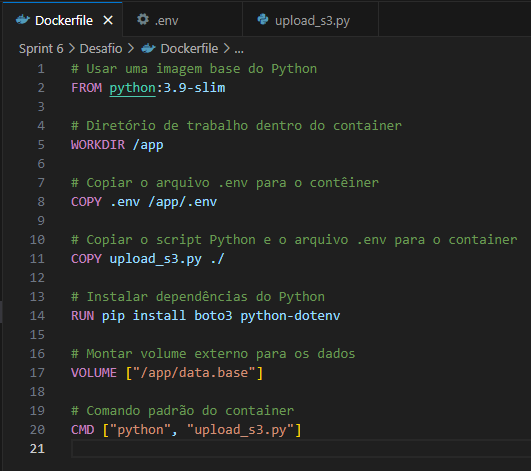 Dockerfile × .env upload_s3.py
Sprint 6 > Desafio > Dockerfile > ...
1 # Usar uma imagem base do Python
2 FROM python:3.9-slim
3
4 # Diretório de trabalho dentro do container
5 WORKDIR /app
6
7 # Copiar o arquivo .env para o contêiner
8 COPY .env /app/.env
9
10 # Copiar o script Python e o arquivo .env para o container
11 COPY upload_s3.py ./
12
13 # Instalar dependências do Python
14 RUN pip install boto3 python-dotenv
15
16 # Montar volume externo para os dados
17 VOLUME ["/app/data.base"]
18
19 # Comando padrão do container
20 CMD ["python", "upload_s3.py"]
21